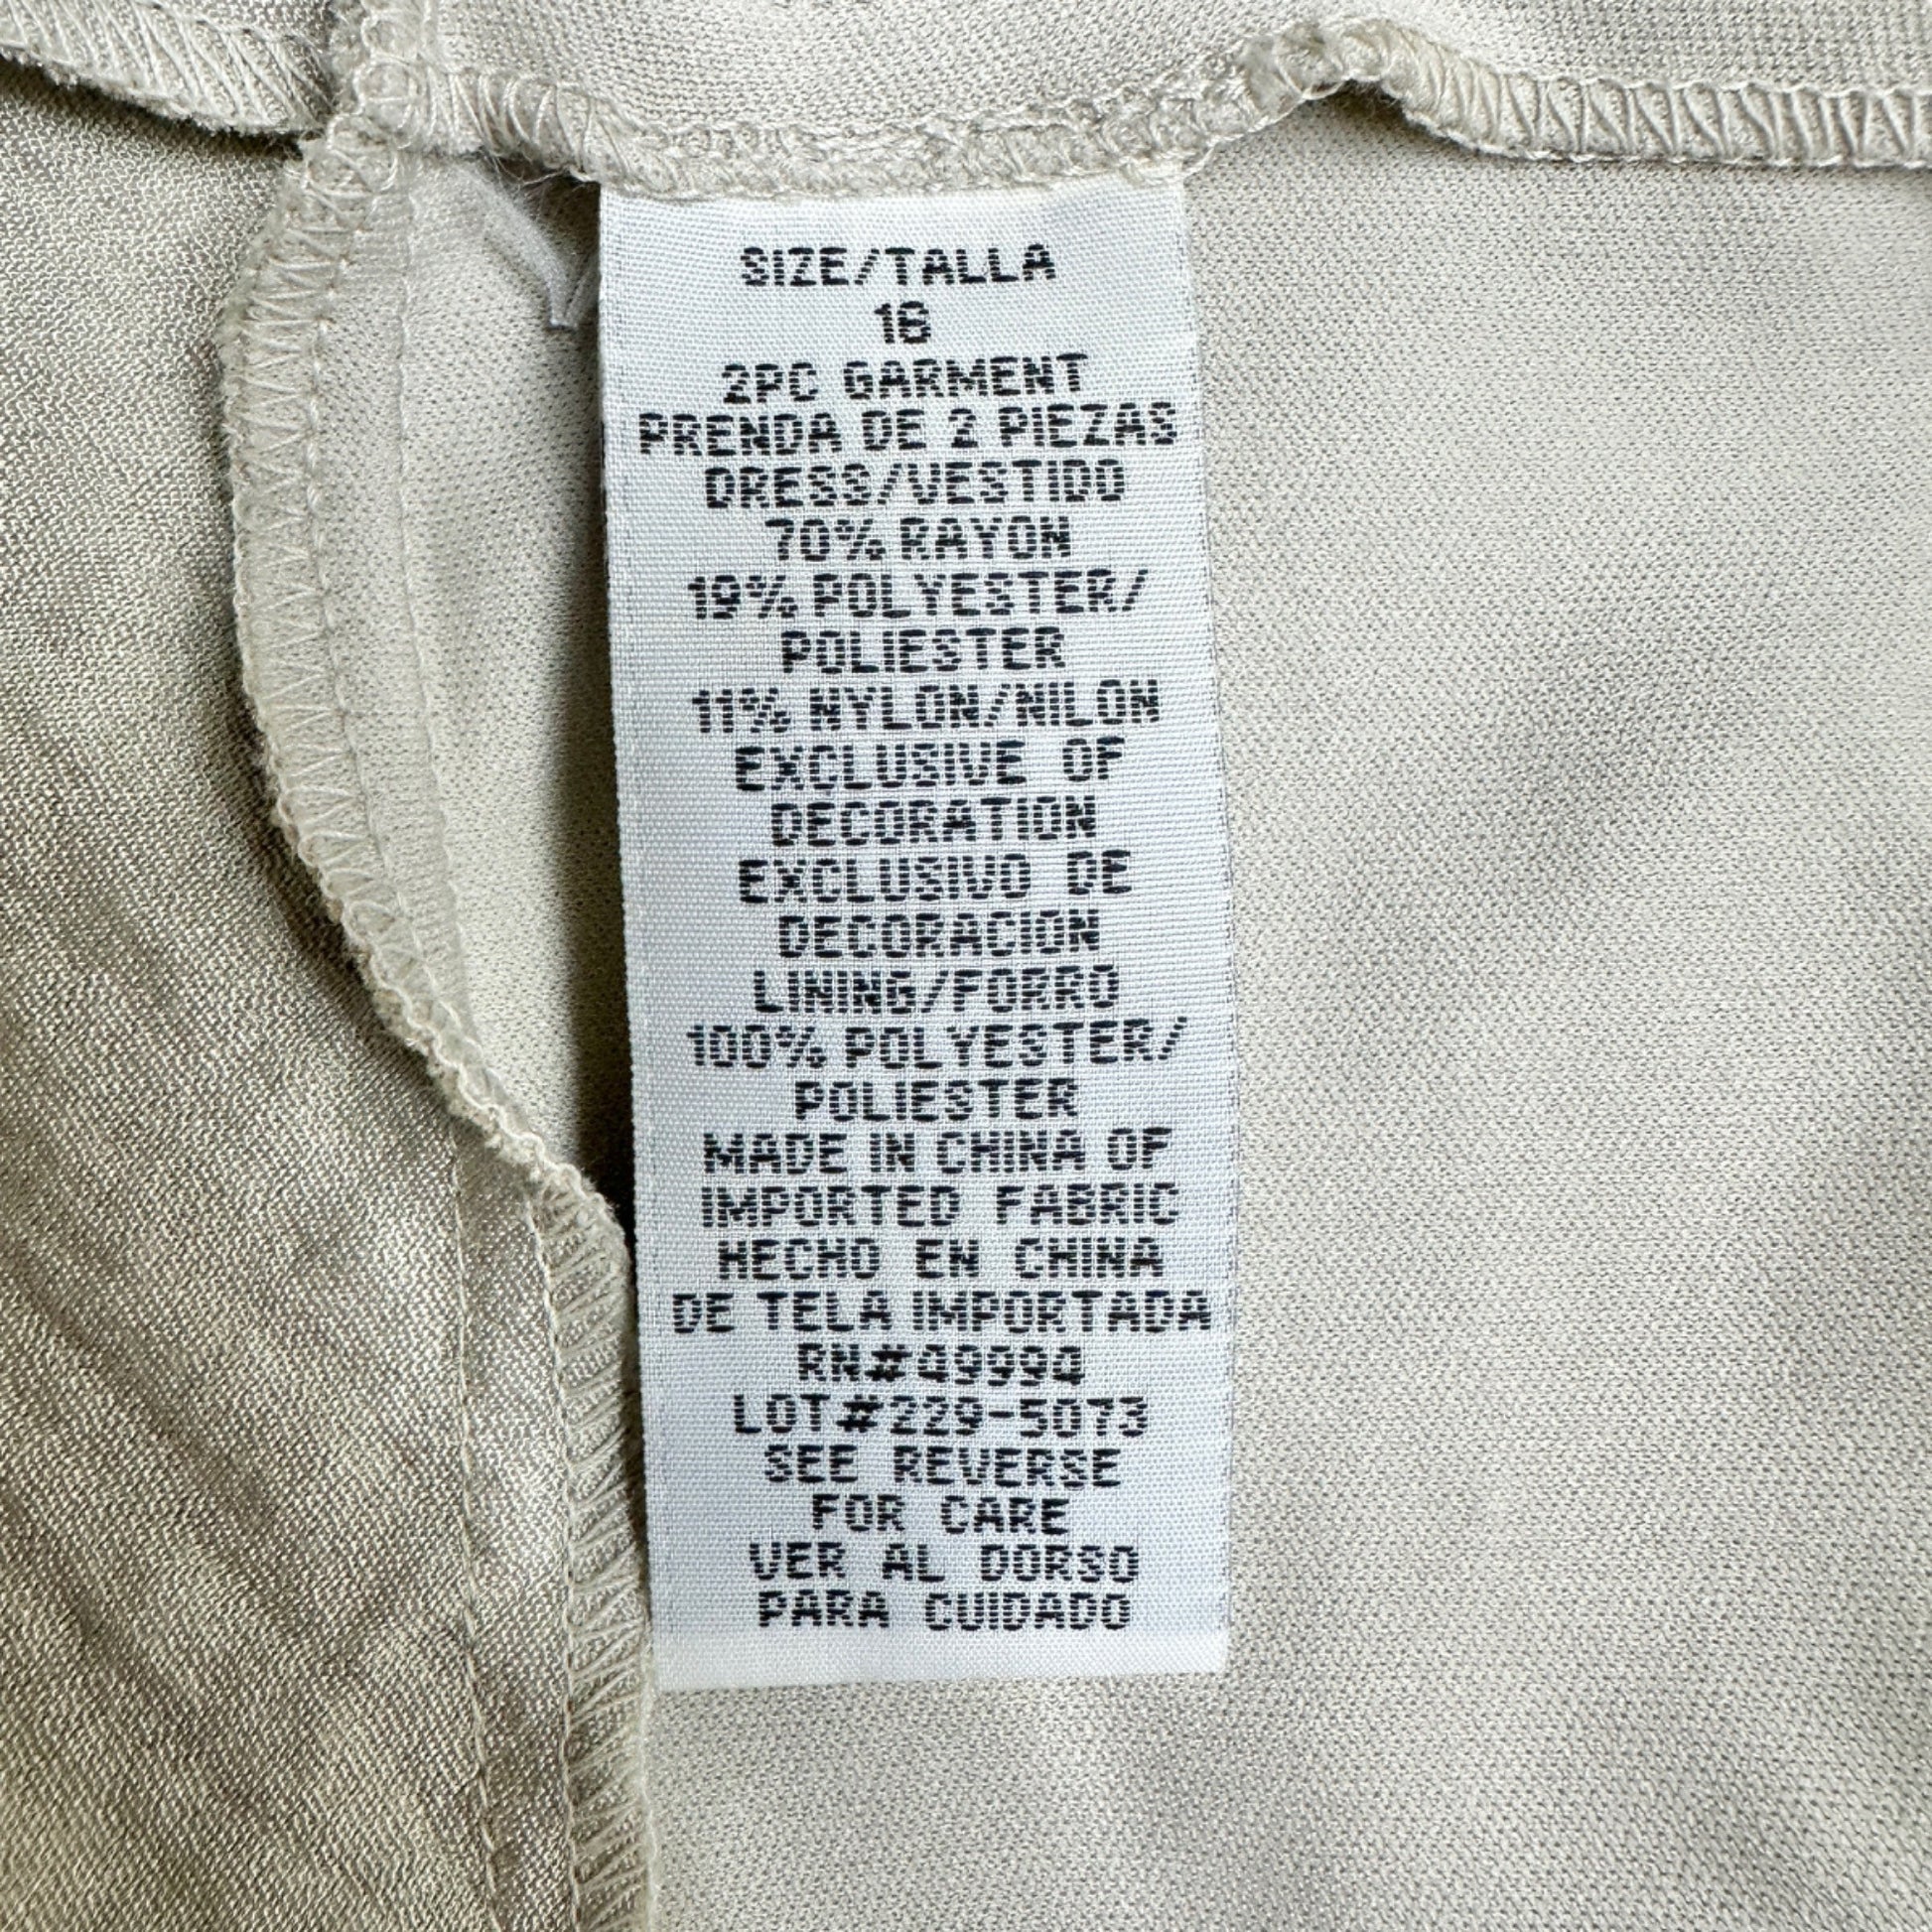 SIZE/TALLA
16
2PC GARMENT
PRENDA DE 2 PIEZAS
DRESS/VESTIDO
70% RAYON
19% POLYESTER/
POLIESTER
11% NYLON/NILON
EXCLUSIVE OF
DECORATION
EXCLUSIVO DE
DECORACION
LINING/FORRO
100% POLYESTER/
POLIESTER
MADE IN CHINA OF
IMPORTED FABRIC
HECHO EN CHINA
DE TELA IMPORTADA
RN#49994
LOT#229-5073
SEE REVERSE
FOR CARE
VER AL DORSO
PARA CUIDADO